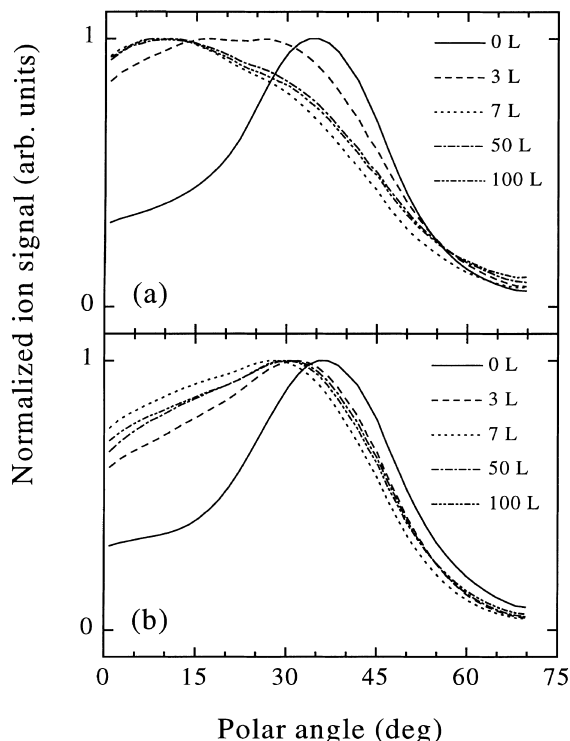 Normalized ion signal (arb. units)
1
0
(a)
0 L
3 L
7 L
50 L
100 L
1
0
(b)
0 L
3 L
7 L
50 L
100 L
0 15 30 45 60 75
Polar angle (deg)